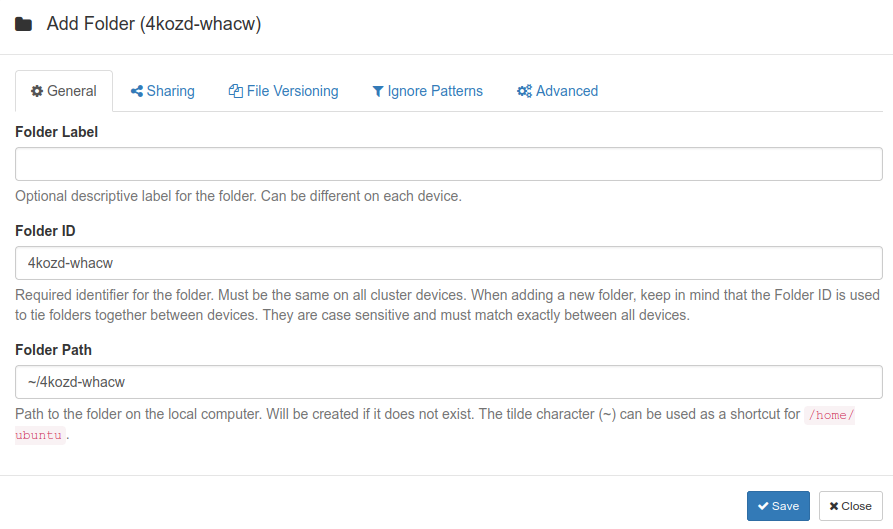 Add Folder (4kozd-whacw)
General Sharing File Versioning Ignore Patterns Advanced
Folder Label
Optional descriptive label for the folder. Can be different on each device.
Folder ID
4kozd-whacw
Required identifier for the folder. Must be the same on all cluster devices. When adding a new folder, keep in mind that the Folder ID is used
to tie folders together between devices. They are case sensitive and must match exactly between all devices.
Folder Path
~/4kozd-whacw
Path to the folder on the local computer. Will be created if it does not exist. The tilde character (~) can be used as a shortcut for /home/
ubuntu.
Save Close